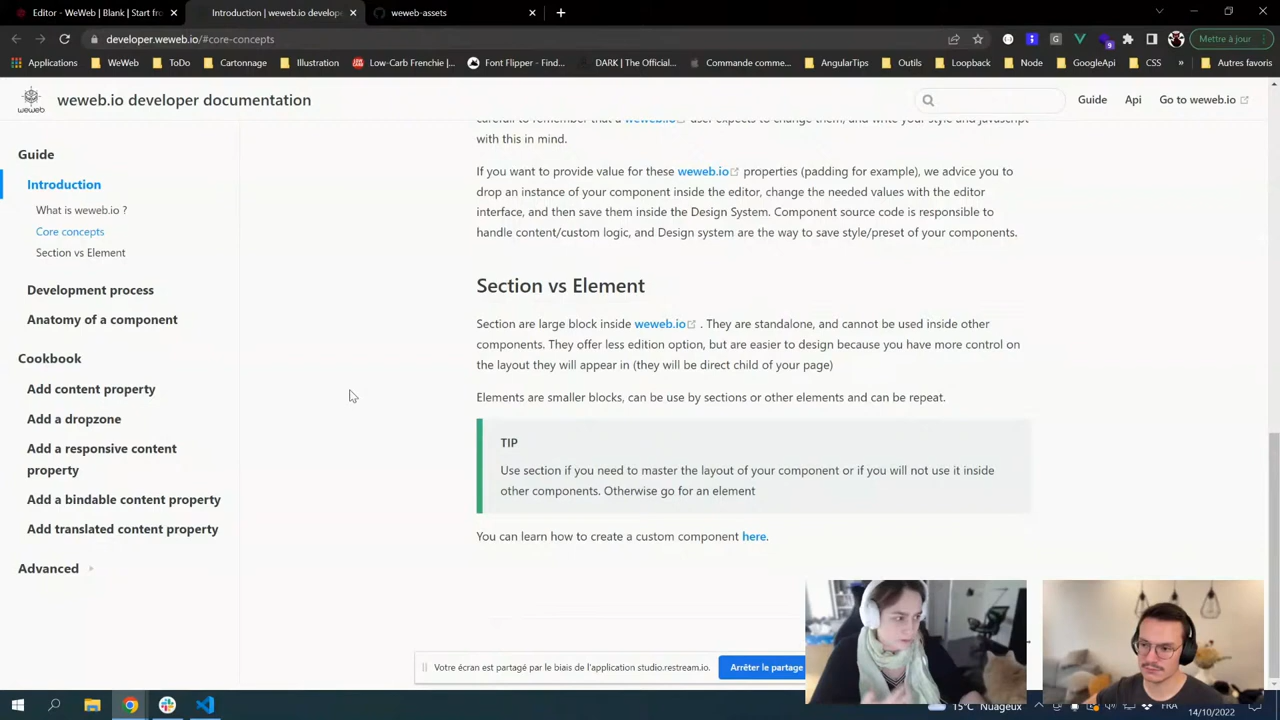 Editor - WeWeb | Blank | Start fro
Introduction | weweb.io develope
weweb-assets
developer.weweb.io/#core-concepts
Mettre à jour
Applications
WeWeb
ToDo
Cartonnage
Illustration
Low-Carb Frenchie...
Font Flipper - Find...
DARK | The Official...
Commande comme...
AngularTips
Outils
Loopback
Node
GoogleApi
CSS
»
Autres favoris
weweb
weweb.io developer documentation
Guide
Api
Go to weweb.io
Guide
Introduction
What is weweb.io ?
Core concepts
Section vs Element
Development process
Anatomy of a component
Cookbook
Add content property
Add a dropzone
Add a responsive content
property
Add a bindable content property
Add translated content property
Advanced
careful to remember that a weweb.io user expects to change them, and write your style and javascript
with this in mind.
If you want to provide value for these weweb.io properties (padding for example), we advice you to
drop an instance of your component inside the editor, change the needed values with the editor
interface, and then save them inside the Design System. Component source code is responsible to
handle content/custom logic, and Design system are the way to save style/preset of your components.
Section vs Element
Section are large block inside weweb.io . They are standalone, and cannot be used inside other
components. They offer less edition option, but are easier to design because you have more control on
the layout they will appear in (they will be direct child of your page)
Elements are smaller blocks, can be use by sections or other elements and can be repeat.
TIP
Use section if you need to master the layout of your component or if you will not use it inside
other components. Otherwise go for an element
You can learn how to create a custom component here.
Votre écran est partagé par le biais de l'application studio.restream.io.
Arrêter le partage
15°C Nuageux
FRA
14/10/2022